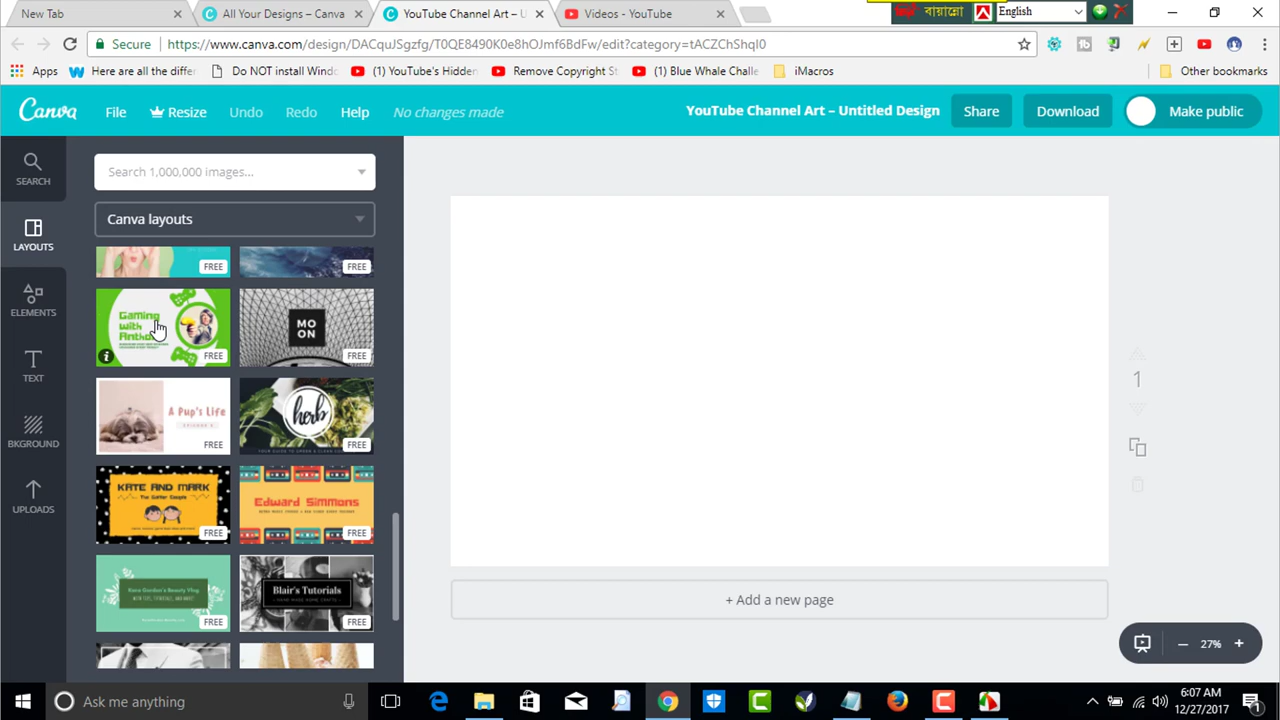 New Tab
All Your Design – Canva
YouTube Channel Art – U
Videos - YouTube
English
Secure
https://www.canva.com/design/DACquJSgzfg/T0QE8490K0e8hOJmf6BdFw/edit?category=tACZChShqI0
Apps
Here are all the differ
Do NOT install Windo
(1) YouTube's Hidden
Remove Copyright St
(1) Blue Whale Challe
iMacros
Other bookmarks
Canva
File
Resize
Undo
Redo
Help
No changes made
YouTube Channel Art – Untitled Design
Share
Download
Make public
SEARCH
LAYOUTS
ELEMENTS
TEXT
BKGROUND
UPLOADS
Search 1,000,000 images...
Canva layouts
FREE
FREE
Gaming
with
FREE
MO
ON
FREE
A Pup's Life
FREE
herb
FREE
KATE AND MARK
FREE
Edward Simmons
FREE
FREE
Blair's Tutorials
FREE
1
+ Add a new page
27%
Ask me anything
6:07 AM
12/27/2017